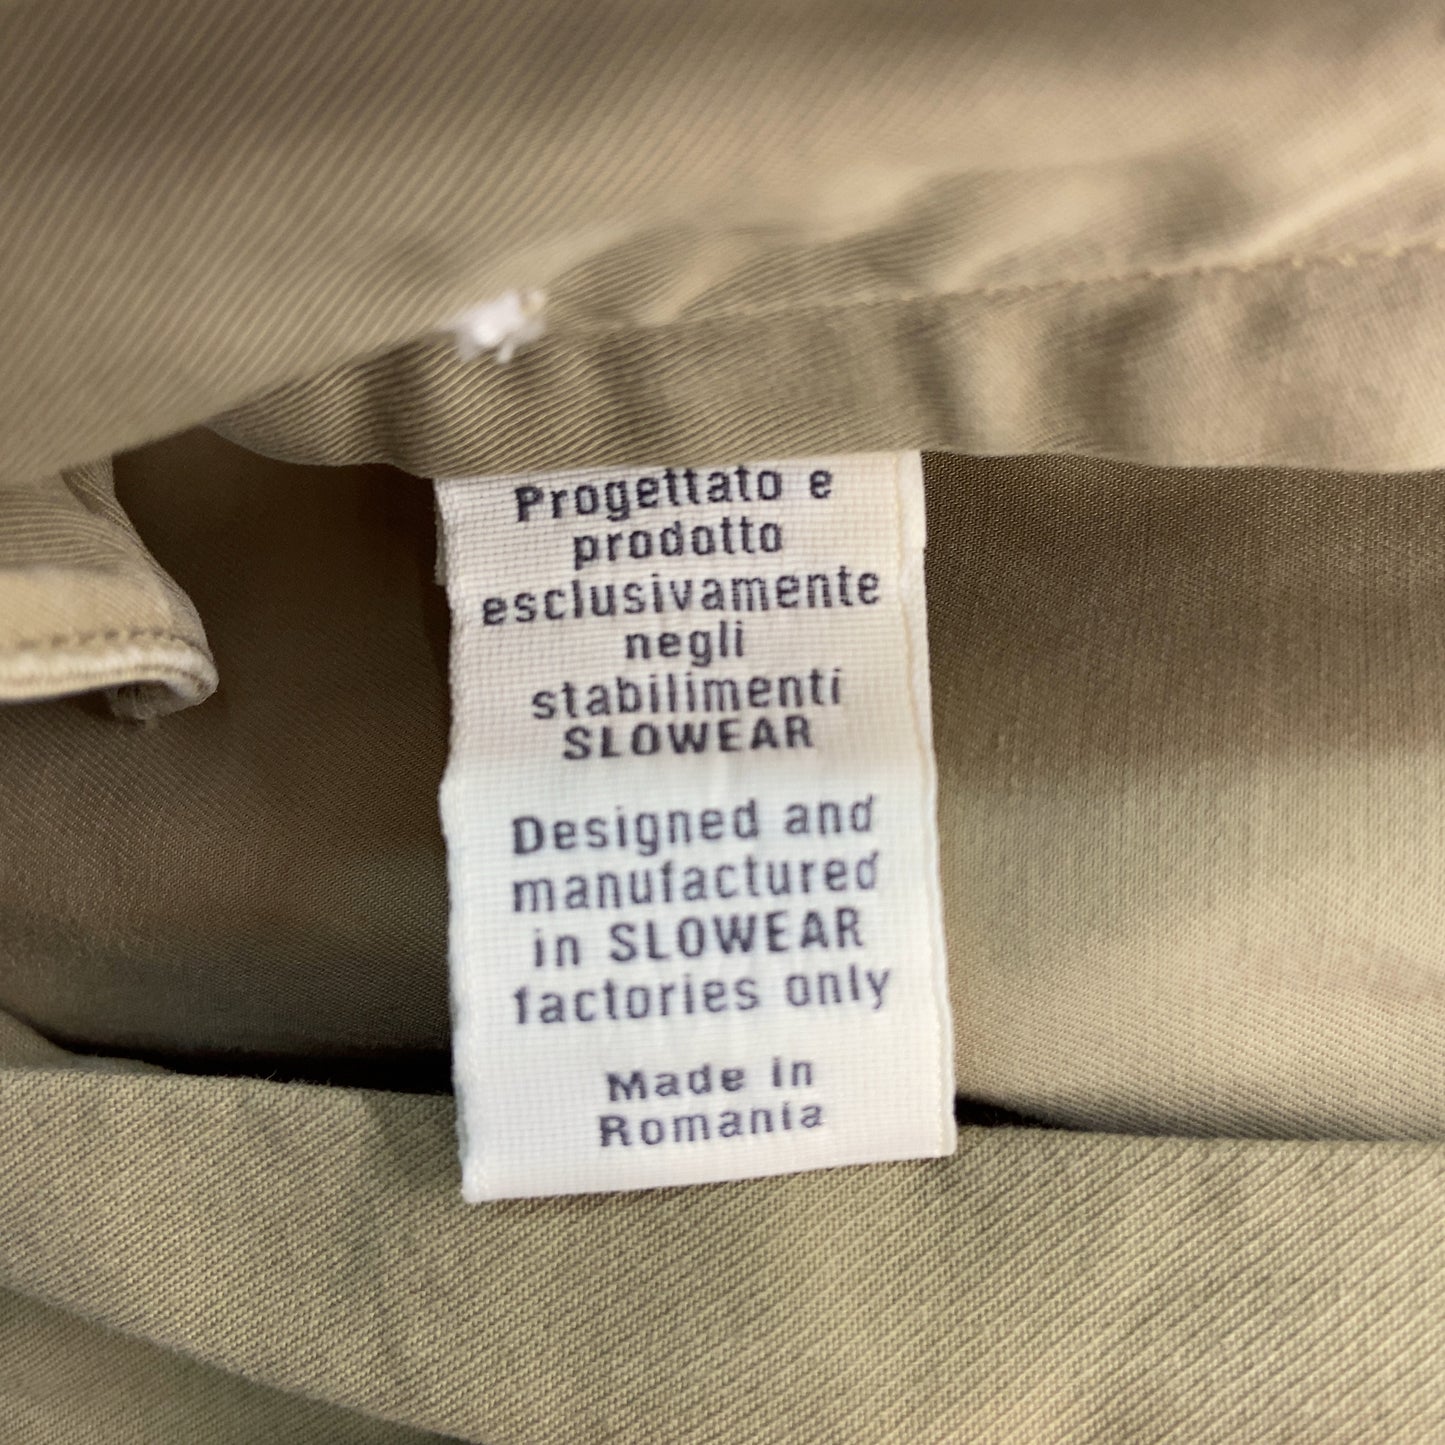 Progettato e
prodotto
esclusivamente
negli
stabilimenti
SLOWEAR
Designed and
manufactured
in SLOWEAR
factories only
Made in
Romania